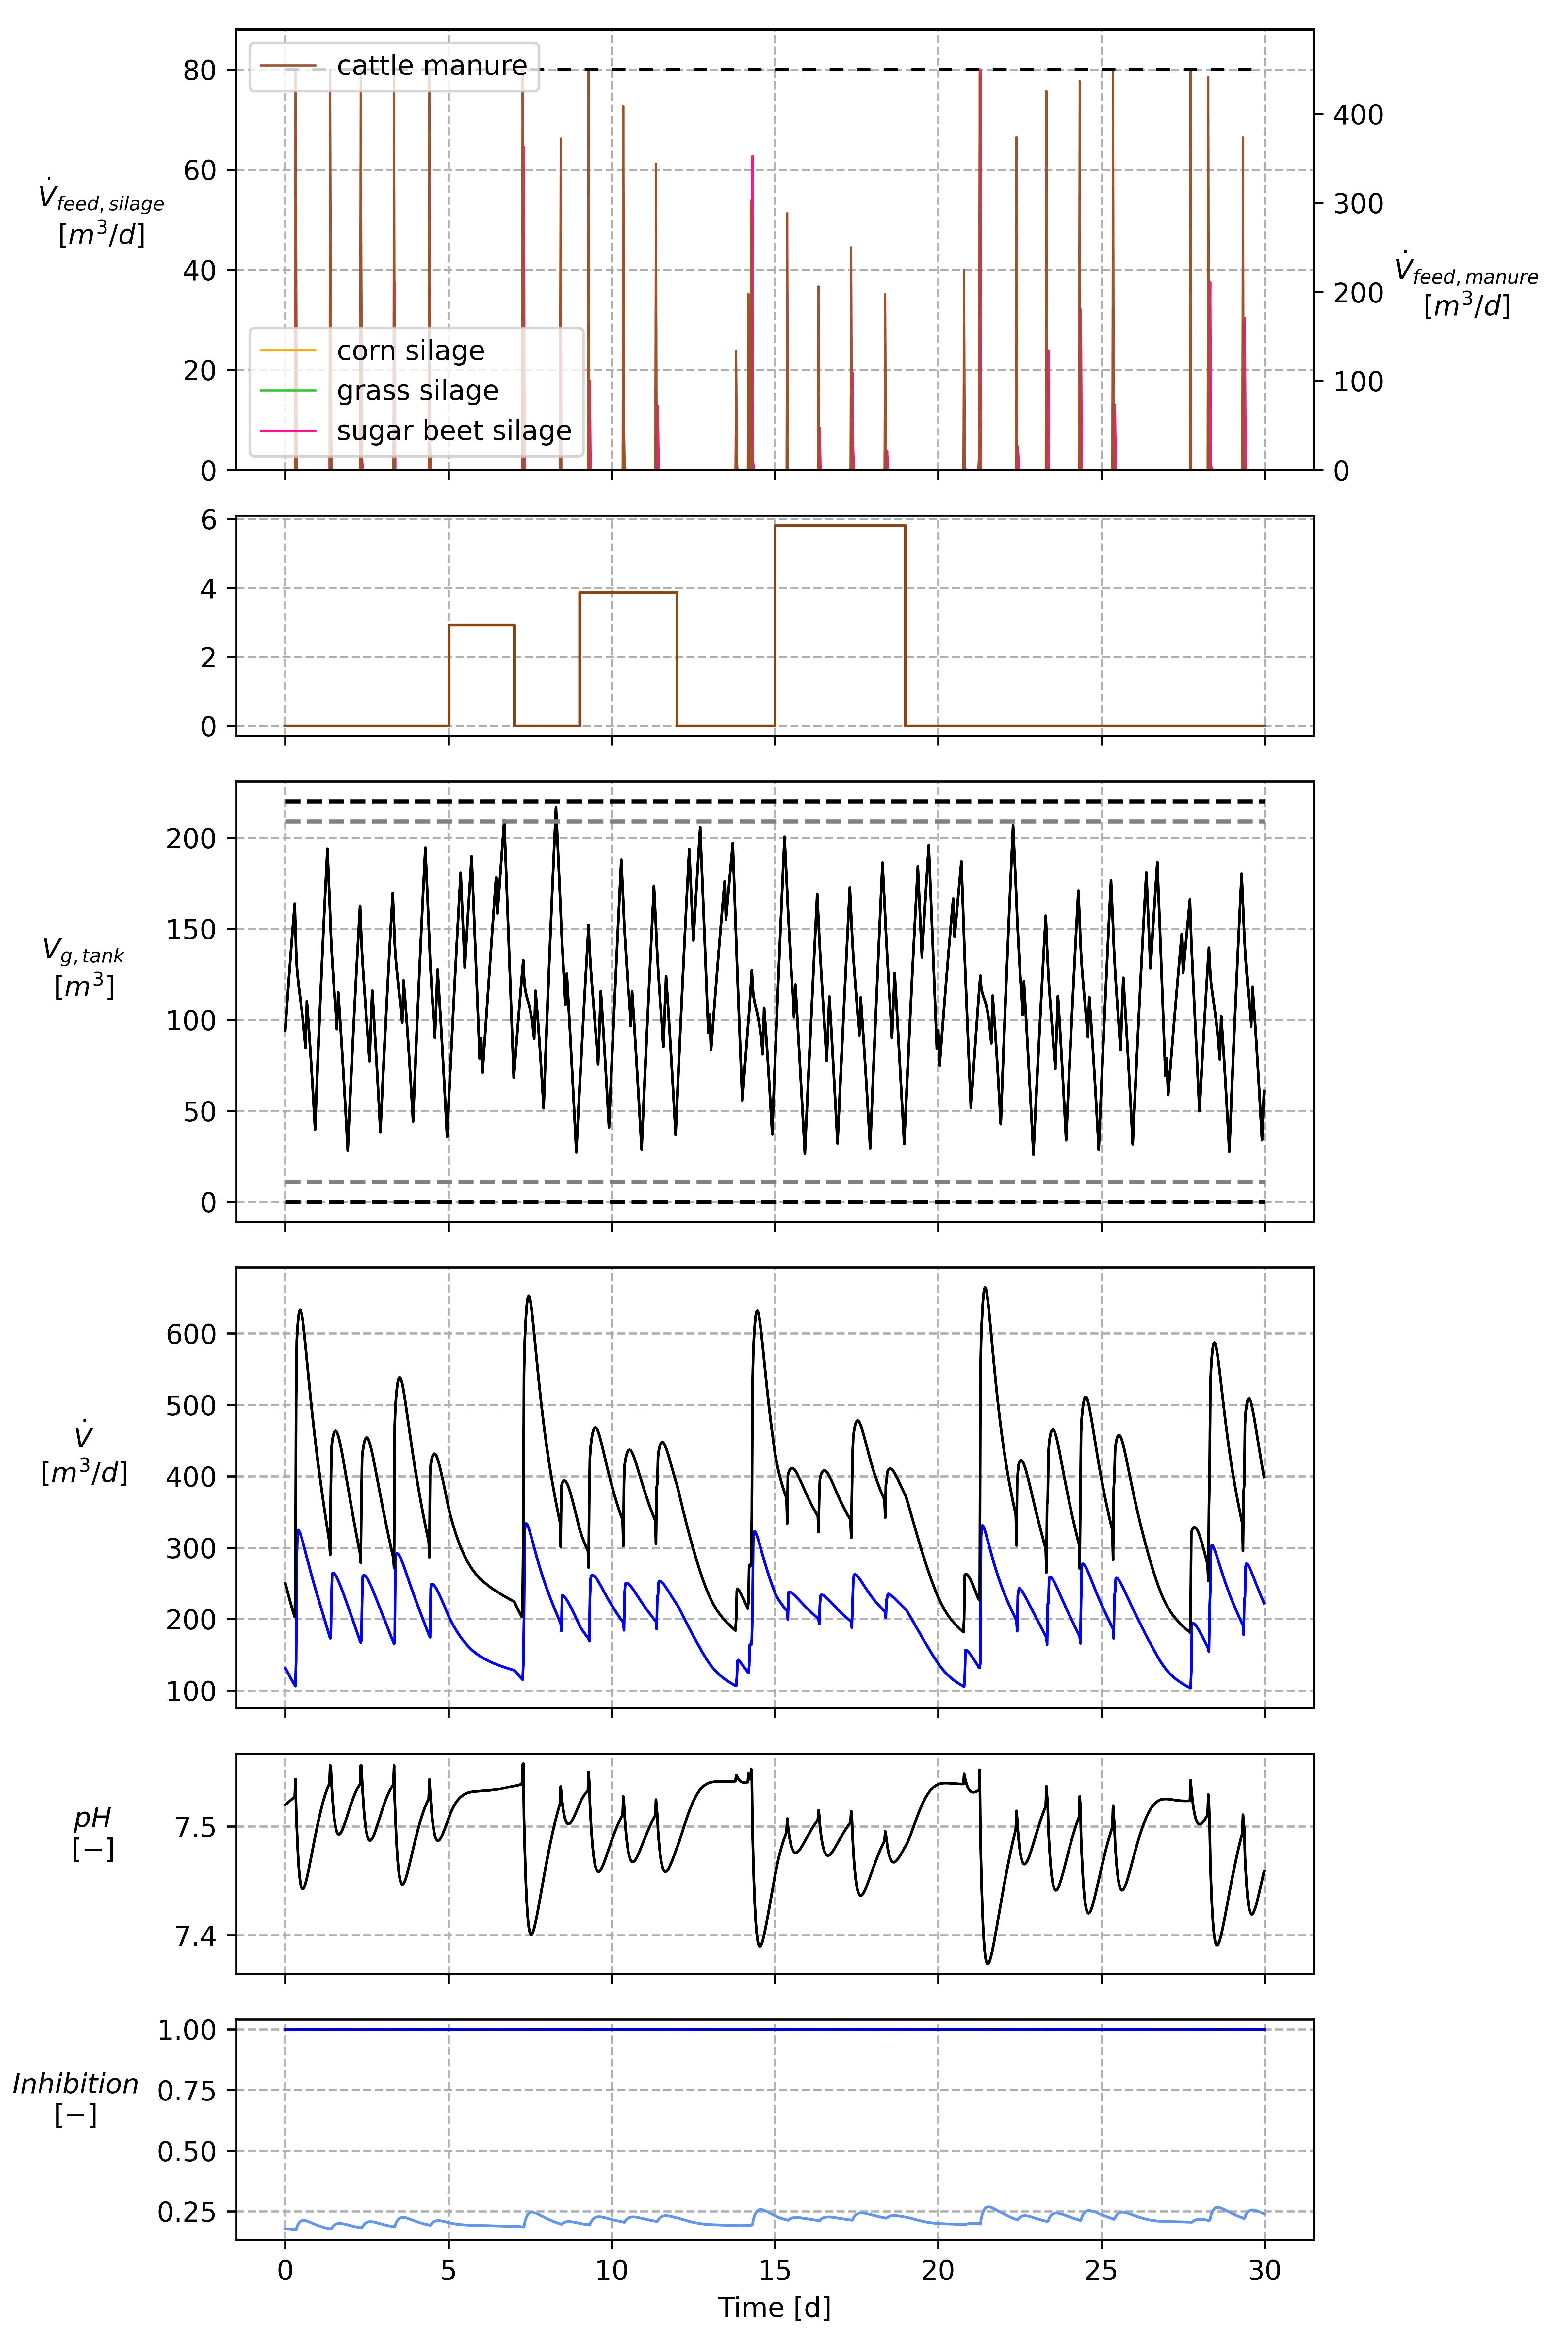 cattle manure
80
60
40
20
0
400
300
200
100
0
V̇feed, silage
[m³/d]
V̇feed, manure
[m³/d]
corn silage
grass silage
sugar beet silage
6
4
2
0
Vg, tank
[m³]
200
150
100
50
0
V̇
[m³/d]
600
500
400
300
200
100
pH
[−]
7.5
7.4
Inhibition
[−]
1.00
0.75
0.50
0.25
0 5 10 15 20 25 30
Time [d]